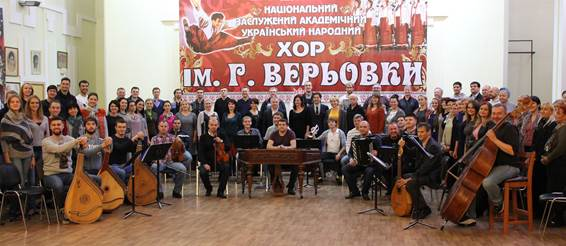 НАЦІОНАЛЬНИЙ
ЗАСЛУЖЕНИЙ АКАДЕМІЧНИЙ
УКРАЇНСЬКИЙ НАРОДНИЙ
ХОР
ІМ. Г. ВЕРЬОВКИ